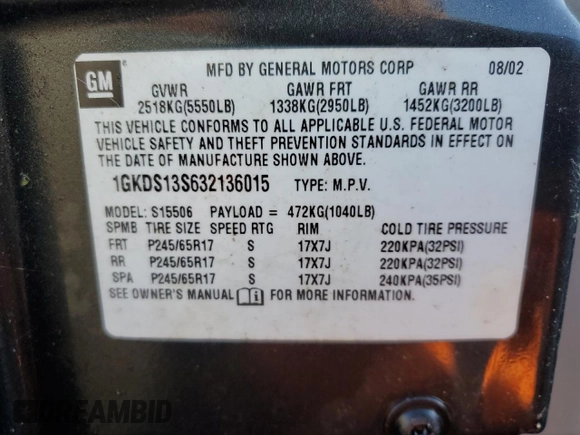 GM
MFD BY GENERAL MOTORS CORP 08/02
GVWR GAWR FRT GAWR RR
2518KG(5550LB) 1338KG(2950LB) 1452KG(3200LB)
THIS VEHICLE CONFORMS TO ALL APPLICABLE U.S. FEDERAL MOTOR
VEHICLE SAFETY AND THEFT PREVENTION STANDARDS IN EFFECT ON
THE DATE OF MANUFACTURE SHOWN ABOVE.
1GKDS13S632136015 TYPE: M.P.V.
MODEL: S15506 PAYLOAD = 472KG(1040LB)
SPMB TIRE SIZE SPEED RTG RIM COLD TIRE PRESSURE
FRT P245/65R17 S 17X7J 220KPA(32PSI)
RR P245/65R17 S 17X7J 220KPA(32PSI)
SPA P245/65R17 S 17X7J 240KPA(35PSI)
SEE OWNER'S MANUAL i FOR MORE INFORMATION.
DREAMBID